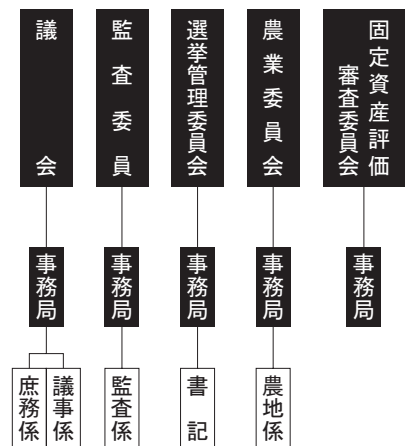 議会
監査委員
選挙管理委員会
農業委員会
固定資産評価
審査委員会
事務局
事務局
事務局
事務局
事務局
庶務係
議事係
監査係
書記
農地係